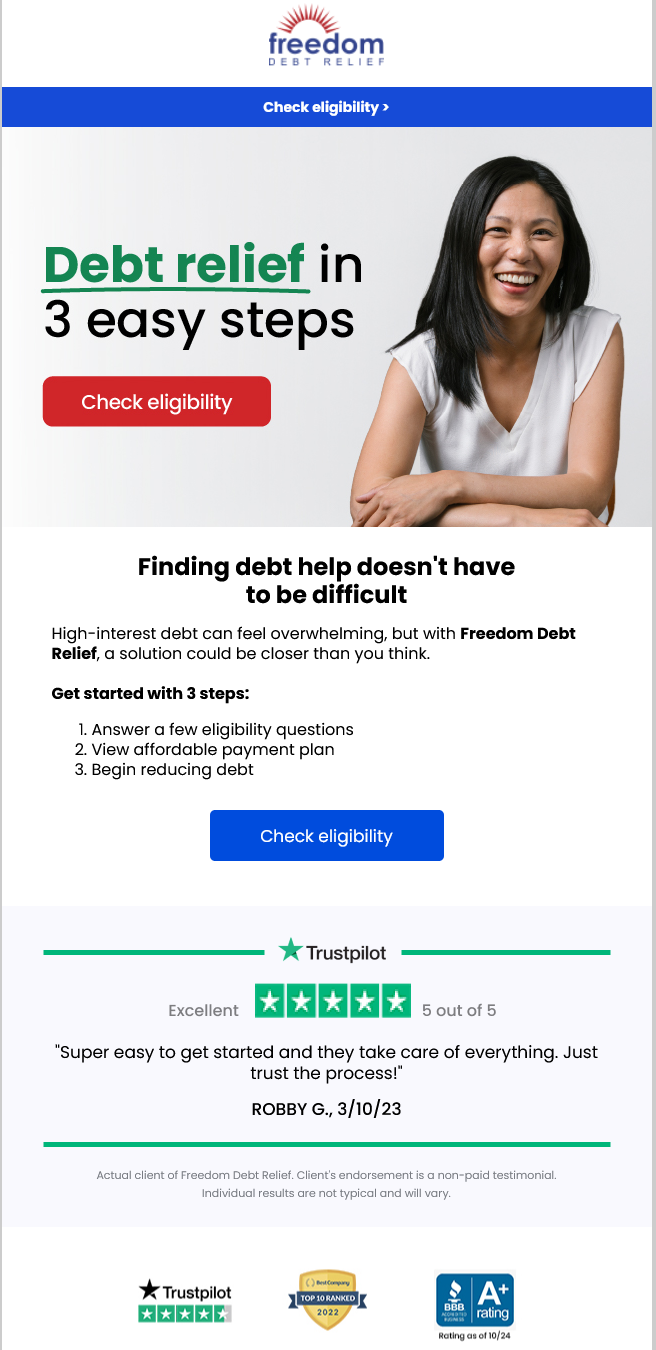 freedom
DEBT RELIEF
Check eligibility >
Debt relief in
3 easy steps
Check eligibility
Finding debt help doesn't have
to be difficult
High-interest debt can feel overwhelming, but with Freedom Debt
Relief, a solution could be closer than you think.
Get started with 3 steps:
1. Answer a few eligibility questions
2. View affordable payment plan
3. Begin reducing debt
Check eligibility
Trustpilot
Excellent 5 out of 5
"Super easy to get started and they take care of everything. Just
trust the process!"
ROBBY G., 3/10/23
Actual client of Freedom Debt Relief. Client's endorsement is a non-paid testimonial.
Individual results are not typical and will vary.
Trustpilot
BestCompany
TOP 10 RANKED
2022
BBB
ACCREDITED
BUSINESS
A+
rating
Rating as of 10/24